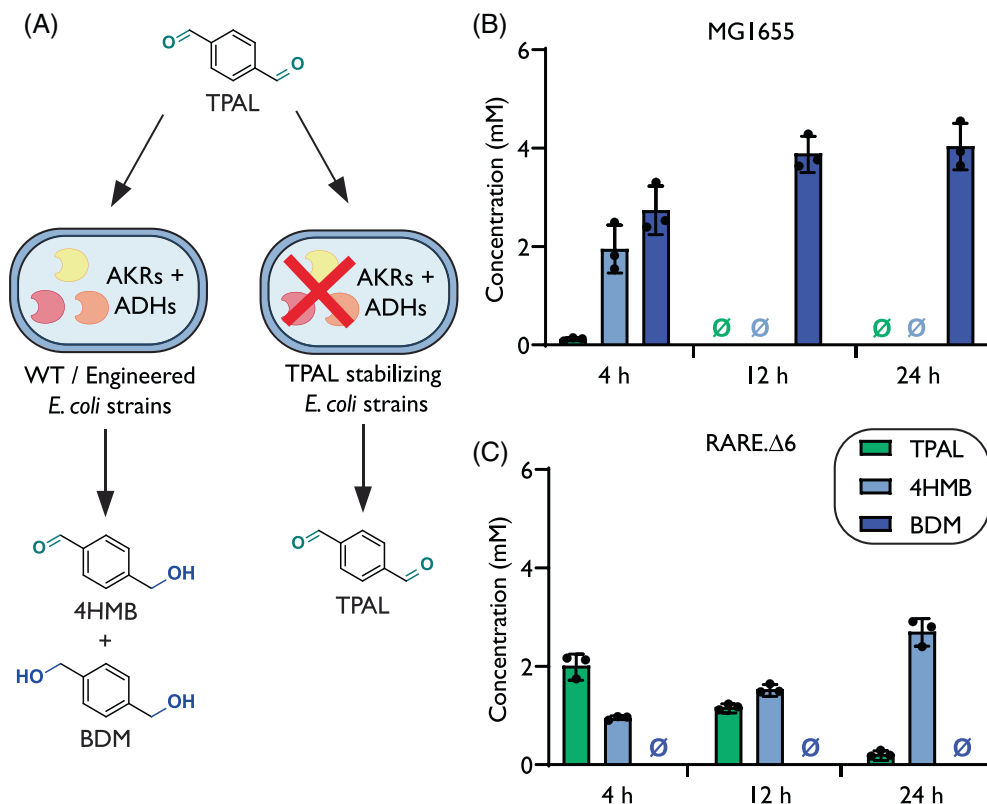 (A)
O
O
TPAL
AKRs +
ADHs
AKRs +
ADHs
WT / Engineered
E. coli strains
TPAL stabilizing
E. coli strains
O
OH
4HMB
+
HO
OH
BDM
O
O
TPAL
(B)
MG1655
Concentration (mM)
6
4
2
0
Ø Ø
Ø Ø
4 h
12 h
24 h
(C)
RARE.Δ6
TPAL
4HMB
BDM
Concentration (mM)
6
4
2
0
Ø
Ø
Ø
4 h
12 h
24 h